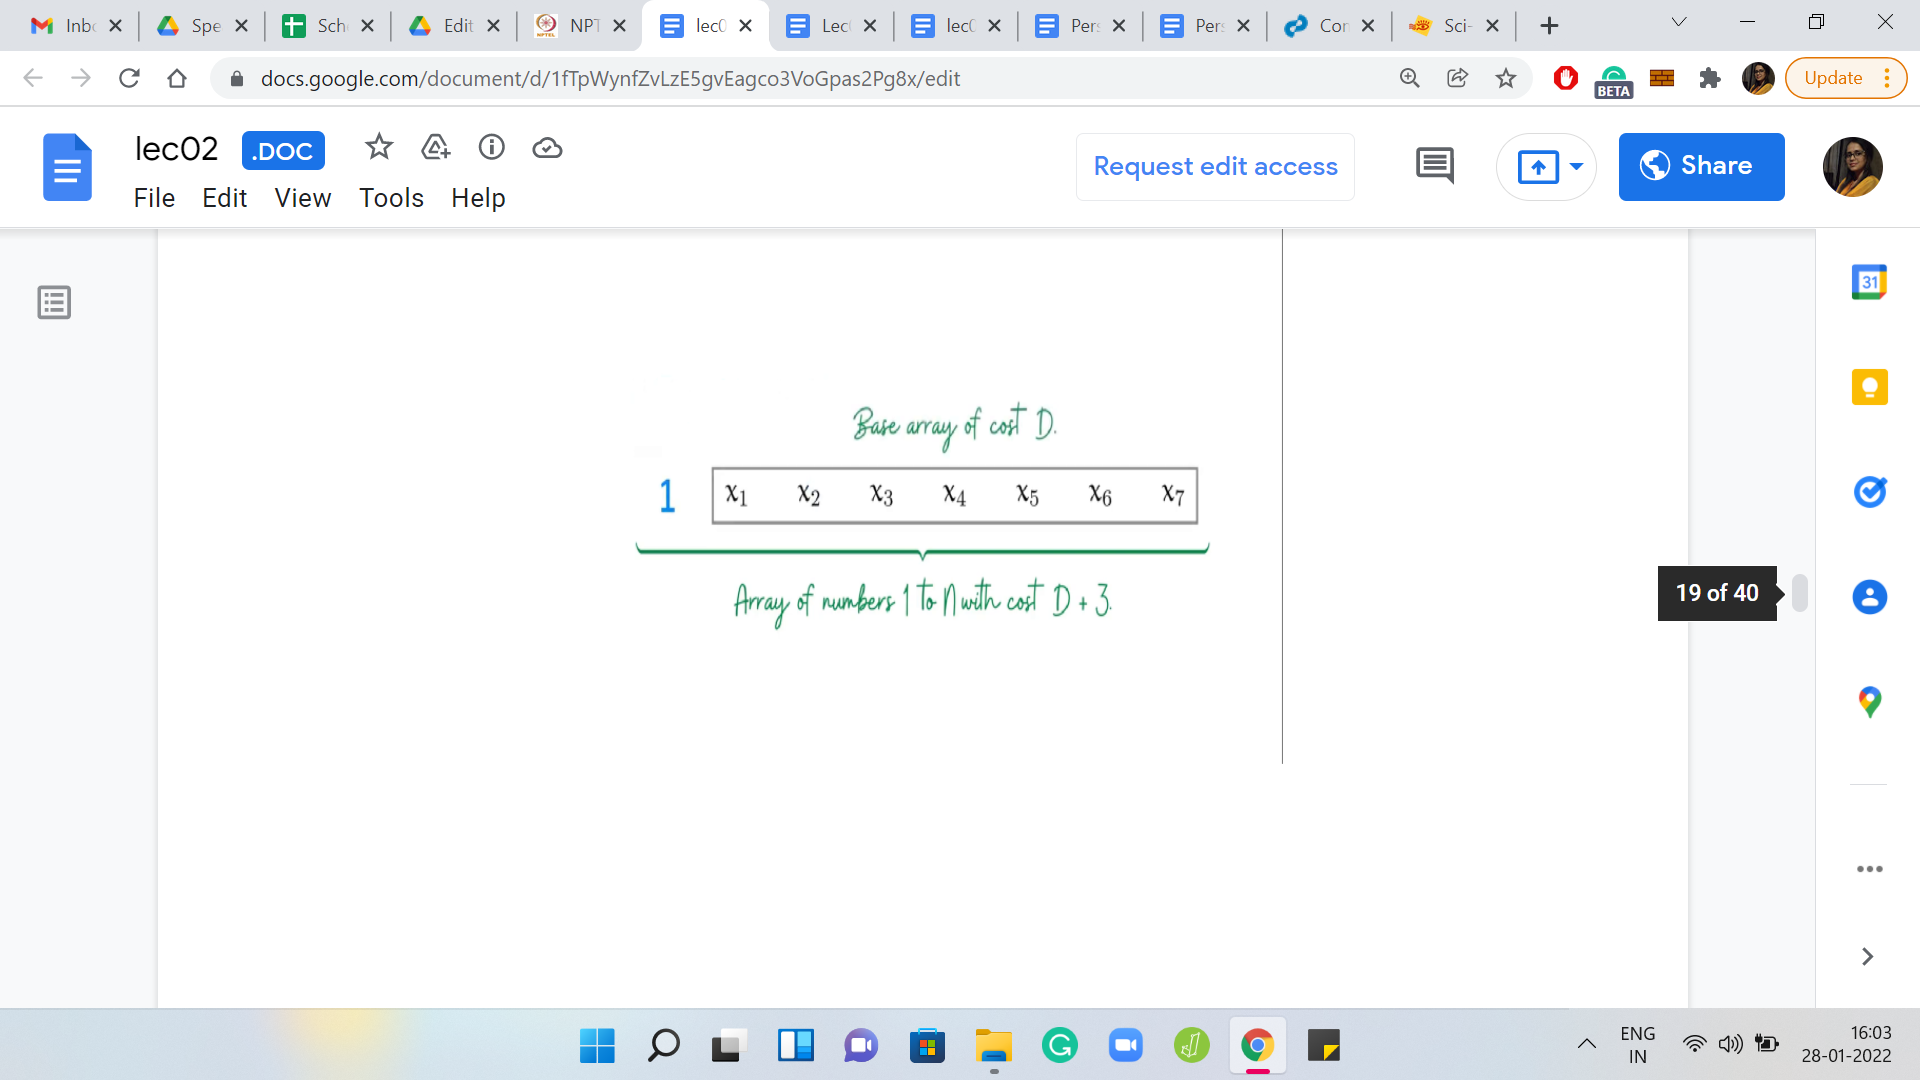 Inbc
Spe
Sch
Edit
NPT
lec0
Lect
lec0
Pers
Pers
Con
Sci-
docs.google.com/document/d/1fTpWynfZvLzE5gvEagco3VoGpas2Pg8x/edit
BETA
Update
lec02
.DOC
File Edit View Tools Help
Request edit access
Share
31
Base array of cost D.
1 x1 x2 x3 x4 x5 x6 x7
Array of numbers 1 to N with cost D + 3.
19 of 40
ENG
IN
16:03
28-01-2022